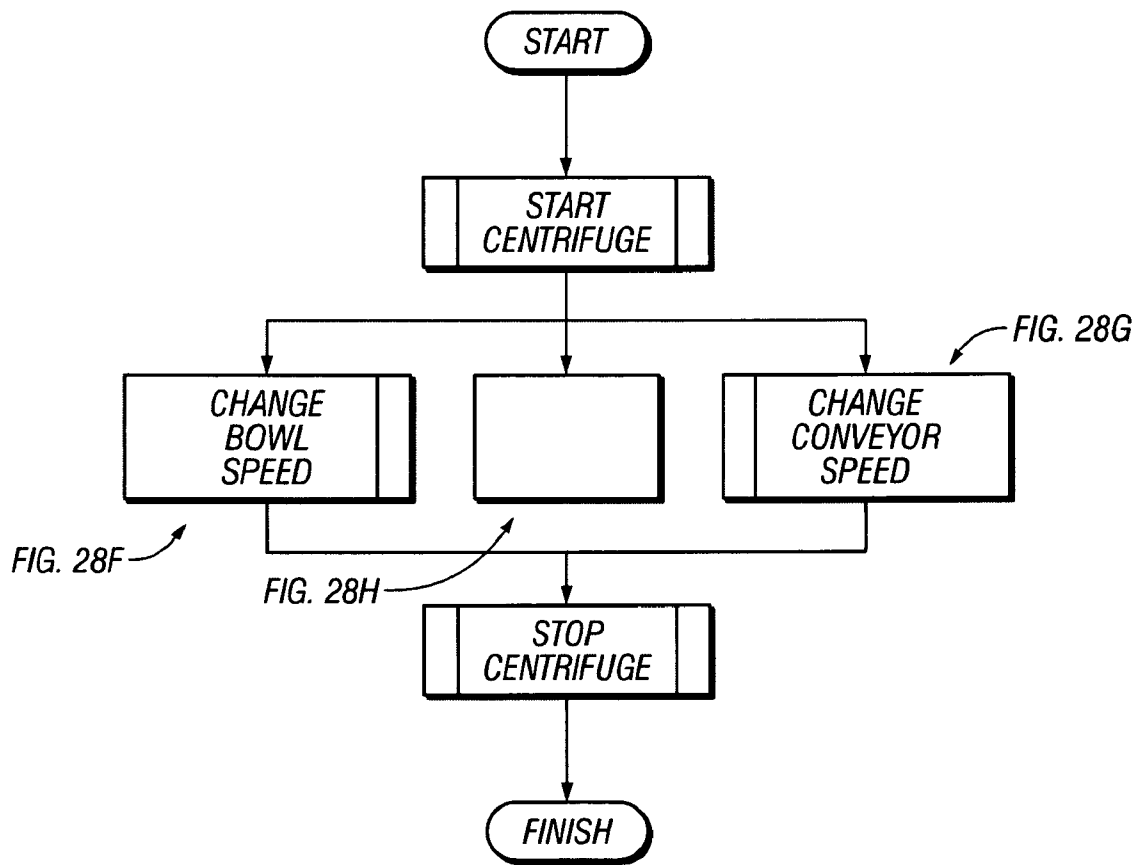 START
START
CENTRIFUGE
FIG. 28G
CHANGE
BOWL
SPEED
CHANGE
CONVEYOR
SPEED
FIG. 28F
FIG. 28H
STOP
CENTRIFUGE
FINISH